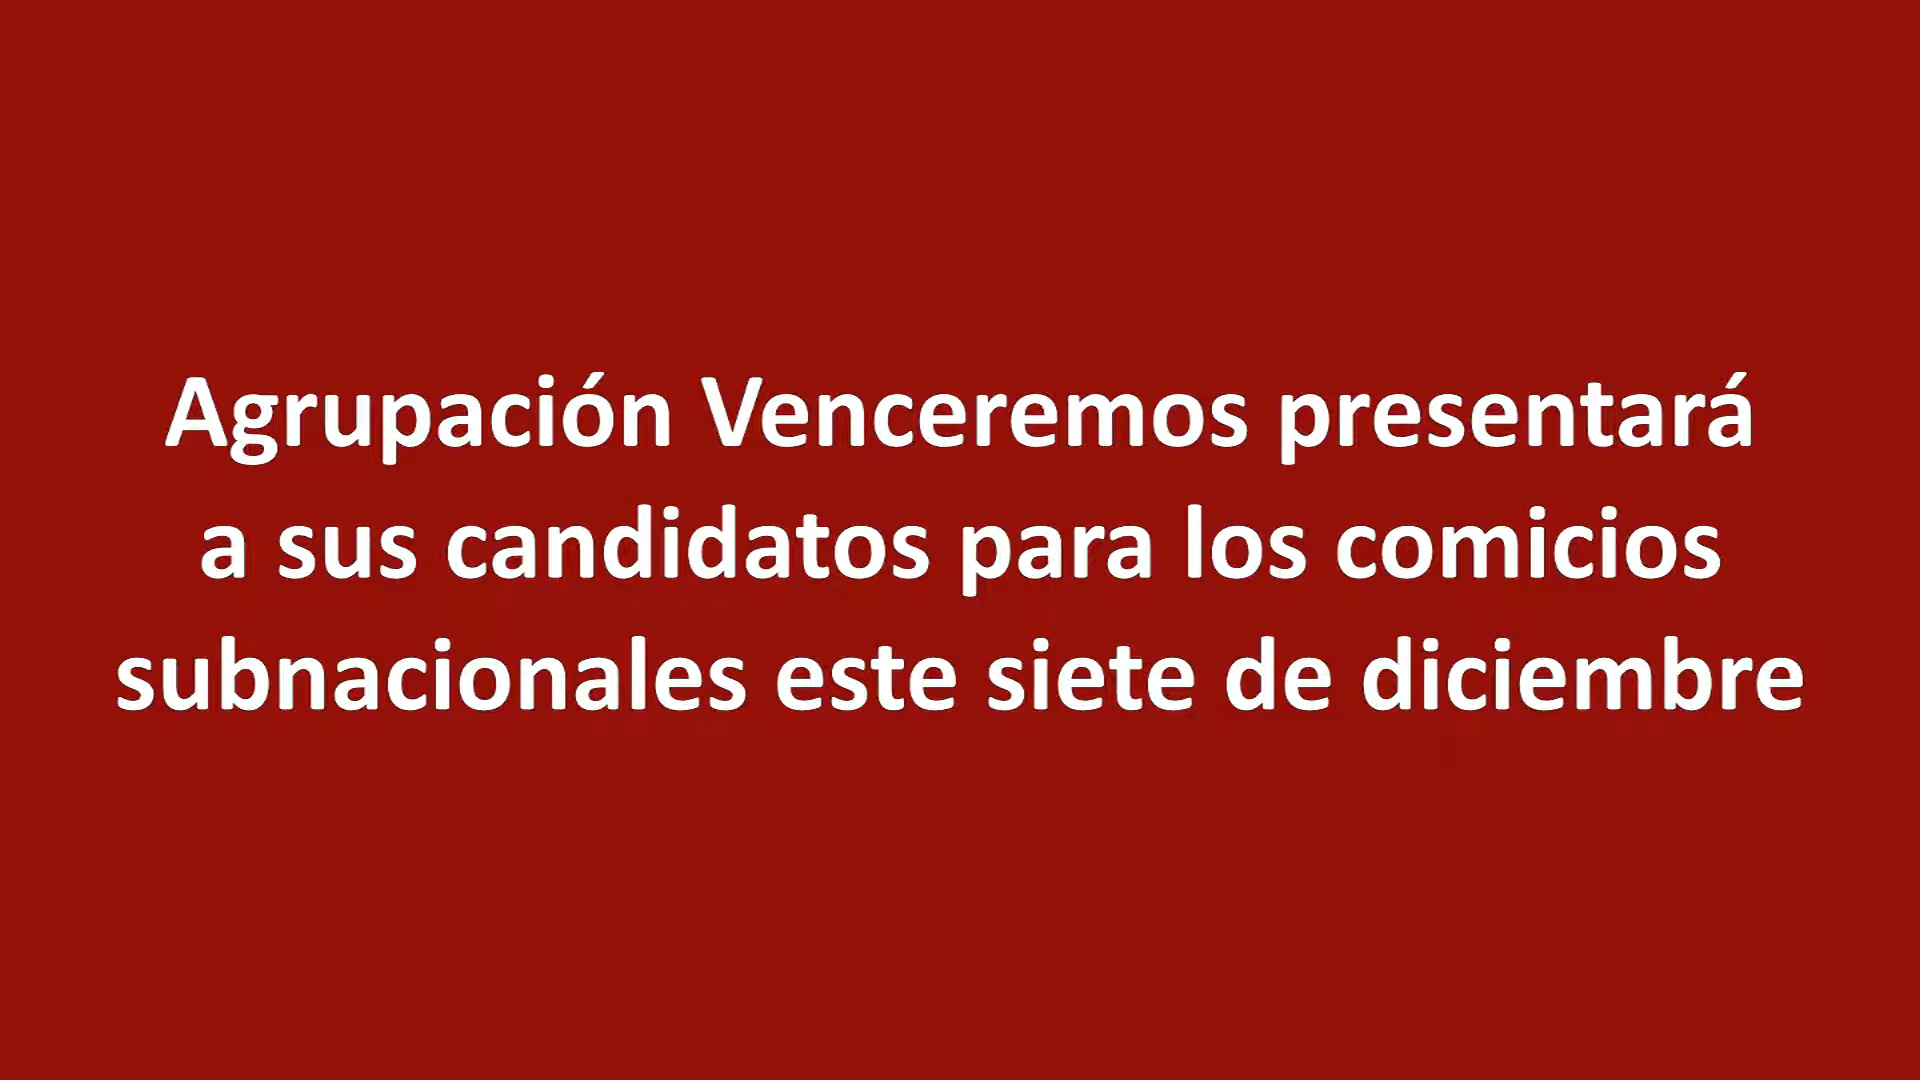 Agrupación Venceremos presentará
a sus candidatos para los comicios
subnacionales este siete de diciembre